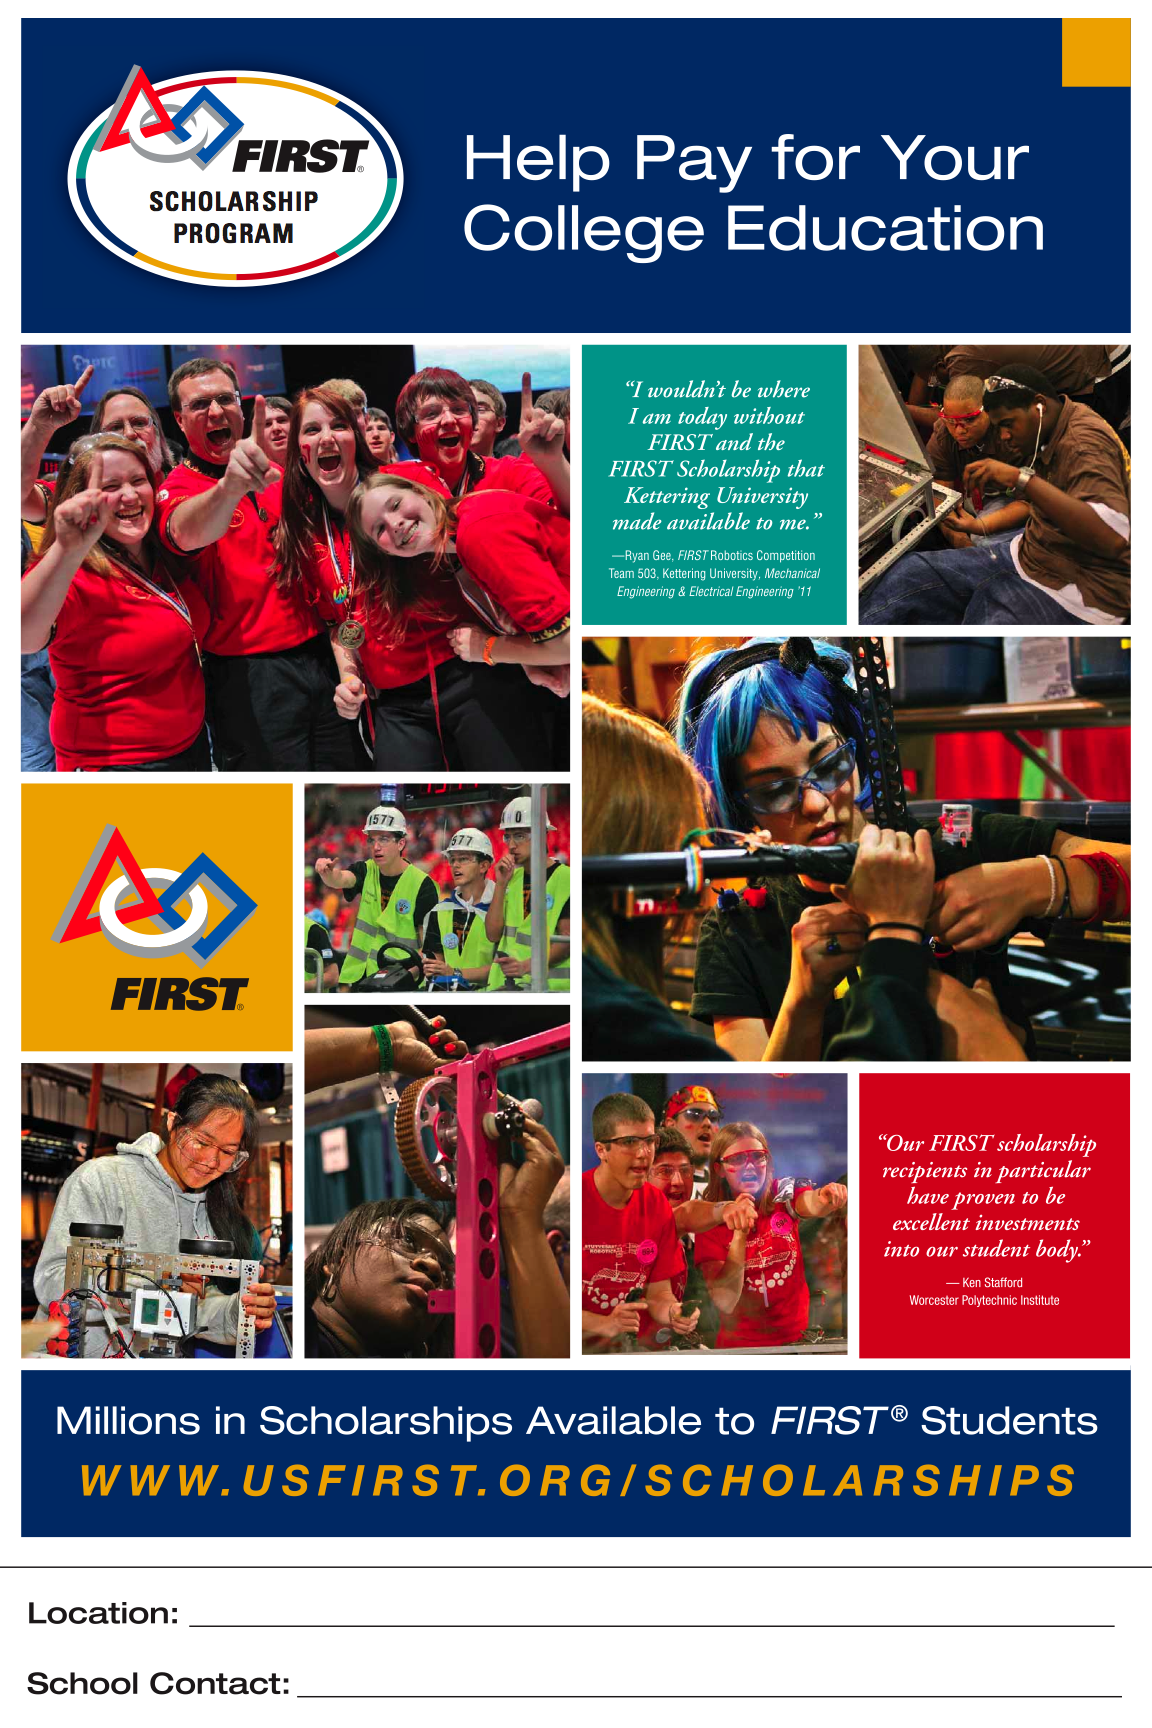 FIRST®
SCHOLARSHIP
PROGRAM
Help Pay for Your
College Education
“I wouldn’t be where
I am today without
FIRST and the
FIRST Scholarship that
Kettering University
made available to me.”
—Ryan Gee, FIRST Robotics Competition
Team 503, Kettering University, Mechanical
Engineering & Electrical Engineering ’11
1577
577
0
FIRST®
“Our FIRST scholarship
recipients in particular
have proven to be
excellent investments
into our student body.”
— Ken Stafford
Worcester Polytechnic Institute
Millions in Scholarships Available to FIRST® Students
WWW.USFIRST.ORG/SCHOLARSHIPS
Location:
School Contact: